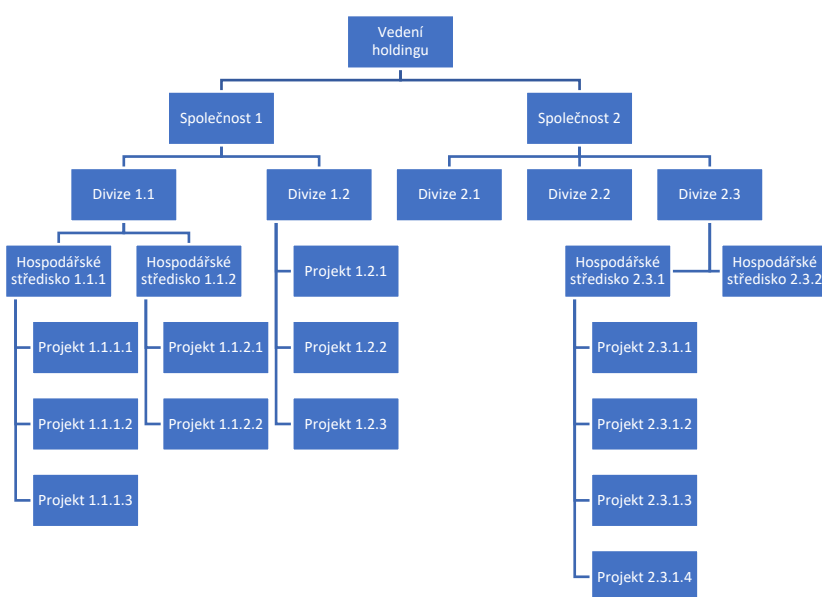 Vedení
holdingu
Společnost 1
Společnost 2
Divize 1.1
Divize 1.2
Divize 2.1
Divize 2.2
Divize 2.3
Hospodářské
středisko 1.1.1
Hospodářské
středisko 1.1.2
Projekt 1.2.1
Hospodářské
středisko 2.3.1
Hospodářské
středisko 2.3.2
Projekt 1.1.1.1
Projekt 1.1.2.1
Projekt 1.2.2
Projekt 2.3.1.1
Projekt 1.1.1.2
Projekt 1.1.2.2
Projekt 1.2.3
Projekt 2.3.1.2
Projekt 1.1.1.3
Projekt 2.3.1.3
Projekt 2.3.1.4